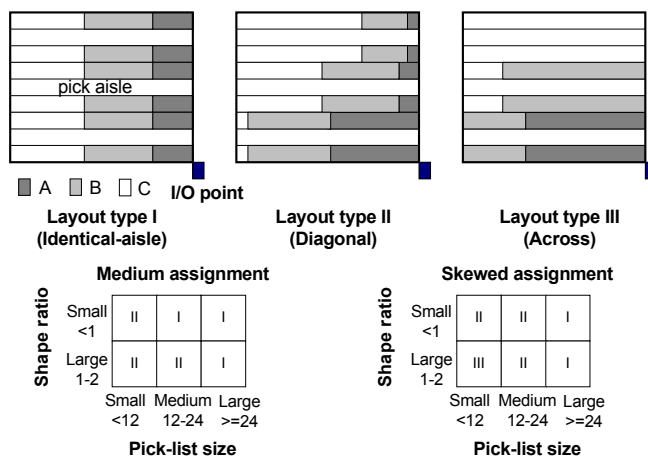 pick aisle
A B C I/O point
Layout type I
(Identical-aisle)
Layout type II
(Diagonal)
Layout type III
(Across)
Medium assignment
Shape ratio
Small
<1
II I I
Large
1-2
II II I
Small Medium Large
<12 12-24 >=24
Pick-list size
Skewed assignment
Shape ratio
Small
<1
II II I
Large
1-2
III II I
Small Medium Large
<12 12-24 >=24
Pick-list size